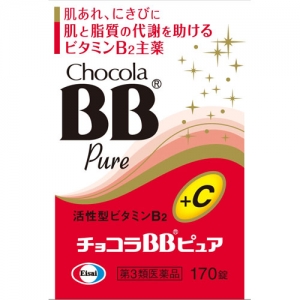 肌あれ、にきびに
肌と脂質の代謝を助ける
ビタミンB2主薬
Chocola
BB®
Pure
+C
活性型ビタミンB2
チョコラBB®ピュア
Eisai
第3類医薬品
170錠